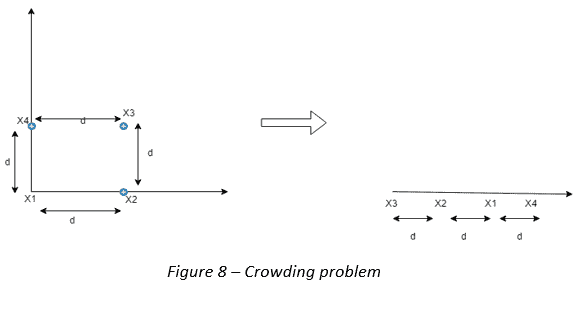 X3
X4
d
d
d
X1
X2
d
X3 X2 X1 X4
d d d
Figure 8 – Crowding problem